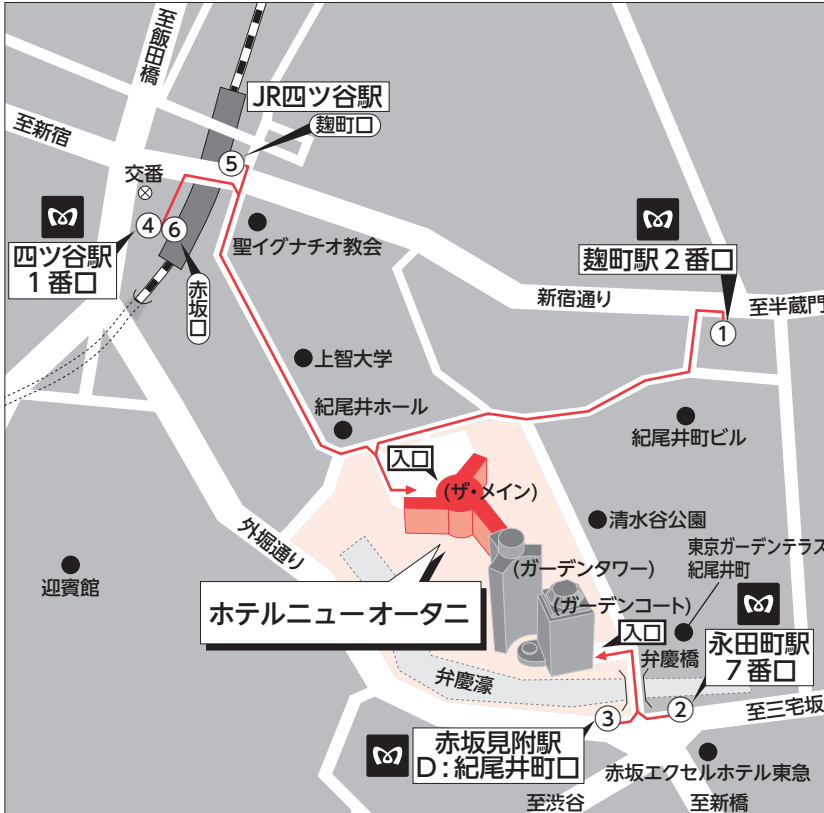 至飯田橋
JR四ツ谷駅
麹町口
至新宿
⑤
交番
④
⑥
四ツ谷駅
1番口
赤坂口
聖イグナチオ教会
麹町駅2番口
新宿通り
至半蔵門
①
上智大学
紀尾井ホール
紀尾井町ビル
入口
(ザ・メイン)
清水谷公園
外堀通り
東京ガーデンテラス
紀尾井町
迎賓館
(ガーデンタワー)
ホテルニューオータニ
(ガーデンコート)
入口
弁慶橋
永田町駅
7番口
弁慶濠
②
至三宅坂
③
赤坂見附駅
D:紀尾井町口
赤坂エクセルホテル東急
至渋谷
至新橋